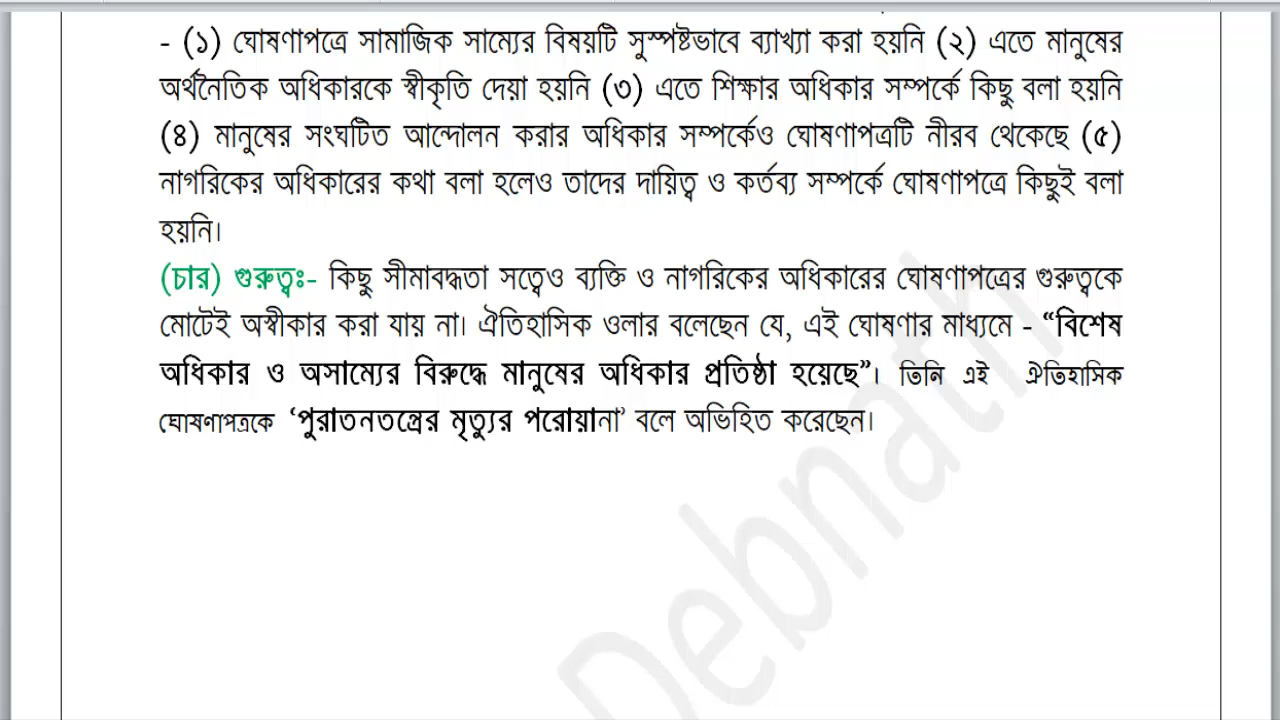 - (১) ঘোষণাপত্রে সামাজিক সাম্যের বিষয়টি সুস্পষ্টভাবে ব্যাখ্যা করা হয়নি (২) এতে মানুষের
অর্থনৈতিক অধিকারকে স্বীকৃতি দেয়া হয়নি (৩) এতে শিক্ষার অধিকার সম্পর্কে কিছু বলা হয়নি
(৪) মানুষের সংঘটিত আন্দোলন করার অধিকার সম্পর্কেও ঘোষণাপত্রটি নীরব থেকেছে (৫)
নাগরিকের অধিকারের কথা বলা হলেও তাদের দায়িত্ব ও কর্তব্য সম্পর্কে ঘোষণাপত্রে কিছুই বলা
হয়নি।
(চার) গুরুত্বঃ- কিছু সীমাবদ্ধতা সত্বেও ব্যক্তি ও নাগরিকের অধিকারের ঘোষণাপত্রের গুরুত্বকে
মোটেই অস্বীকার করা যায় না। ঐতিহাসিক ওলার বলেছেন যে, এই ঘোষণার মাধ্যমে - “বিশেষ
অধিকার ও অসাম্যের বিরুদ্ধে মানুষের অধিকার প্রতিষ্ঠা হয়েছে”। তিনি এই ঐতিহাসিক
ঘোষণাপত্রকে ‘পুরাতনতন্ত্রের মৃত্যুর পরোয়ানা’ বলে অভিহিত করেছেন।
Debnath